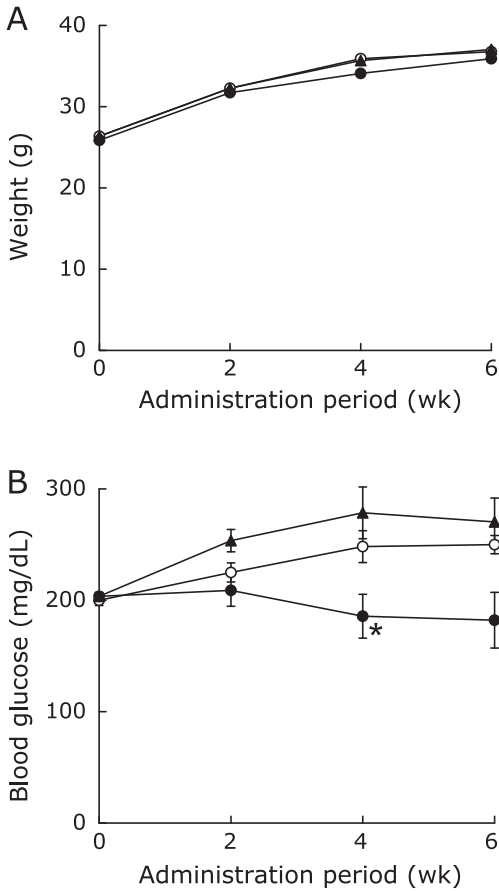 A
40
30
20
10
0
Weight (g)
0 2 4 6
Administration period (wk)
B
300
200
100
0
Blood glucose (mg/dL)
*
0 2 4 6
Administration period (wk)